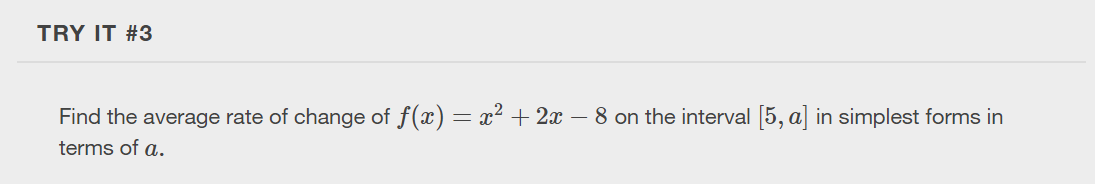 TRY IT #3
Find the average rate of change of f(x) = x² + 2x − 8 on the interval [5, a] in simplest forms in
terms of a.